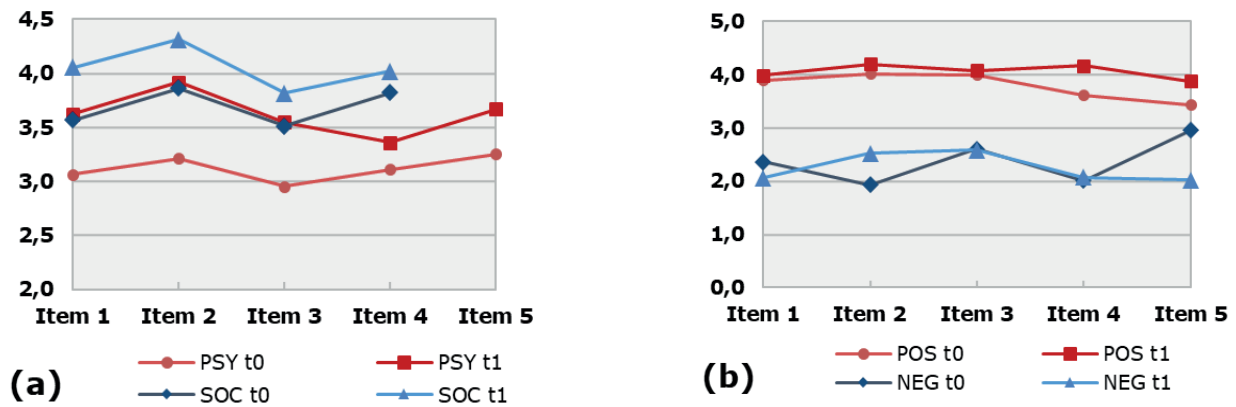 4,5
4,0
3,5
3,0
2,5
2,0
Item 1 Item 2 Item 3 Item 4 Item 5
PSY t0 PSY t1
SOC t0 SOC t1
(a)
5,0
4,0
3,0
2,0
1,0
0,0
Item 1 Item 2 Item 3 Item 4 Item 5
POS t0 POS t1
NEG t0 NEG t1
(b)